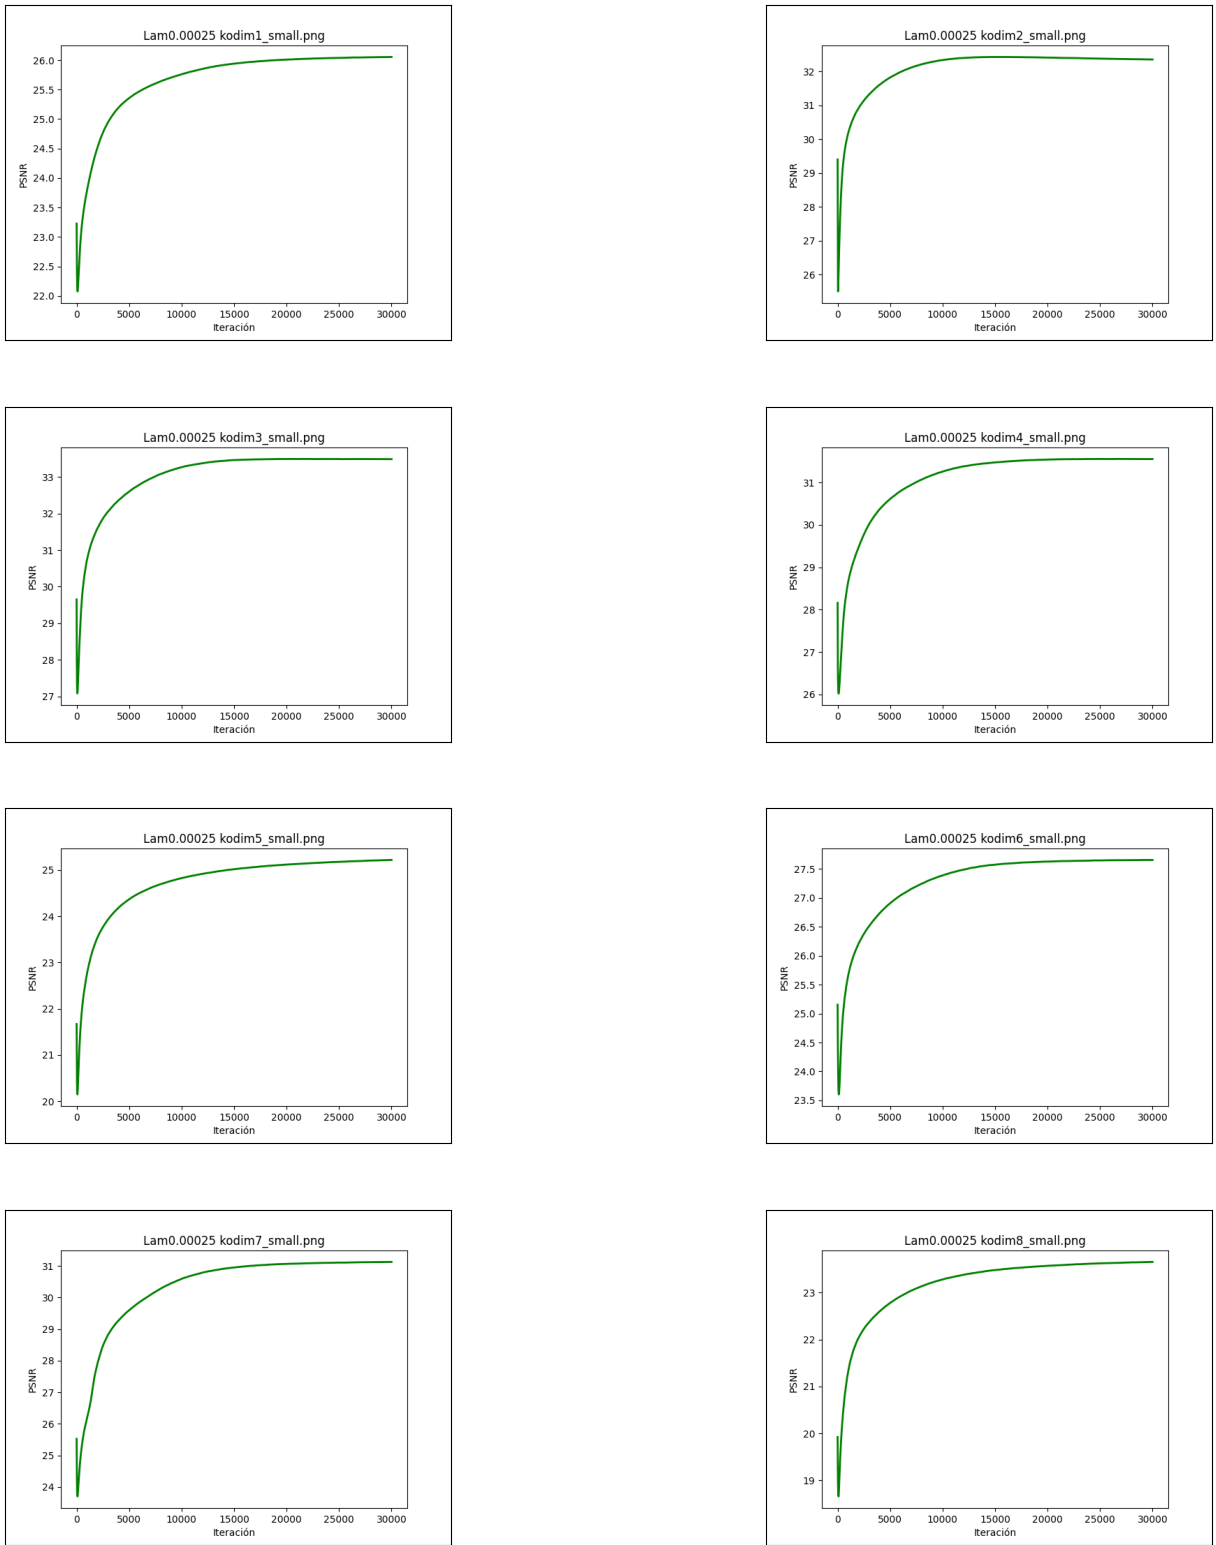 Lam0.00025 kodim1_small.png
26.0
25.5
25.0
24.5
24.0
23.5
23.0
22.5
22.0
PSNR
0 5000 10000 15000 20000 25000 30000
Iteración
Lam0.00025 kodim2_small.png
32
31
30
29
28
27
26
PSNR
0 5000 10000 15000 20000 25000 30000
Iteración
Lam0.00025 kodim3_small.png
33
32
31
30
29
28
27
PSNR
0 5000 10000 15000 20000 25000 30000
Iteración
Lam0.00025 kodim4_small.png
31
30
29
28
27
26
PSNR
0 5000 10000 15000 20000 25000 30000
Iteración
Lam0.00025 kodim5_small.png
25
24
23
22
21
20
PSNR
0 5000 10000 15000 20000 25000 30000
Iteración
Lam0.00025 kodim6_small.png
27.5
27.0
26.5
26.0
25.5
25.0
24.5
24.0
23.5
PSNR
0 5000 10000 15000 20000 25000 30000
Iteración
Lam0.00025 kodim7_small.png
31
30
29
28
27
26
25
24
PSNR
0 5000 10000 15000 20000 25000 30000
Iteración
Lam0.00025 kodim8_small.png
23
22
21
20
19
PSNR
0 5000 10000 15000 20000 25000 30000
Iteración